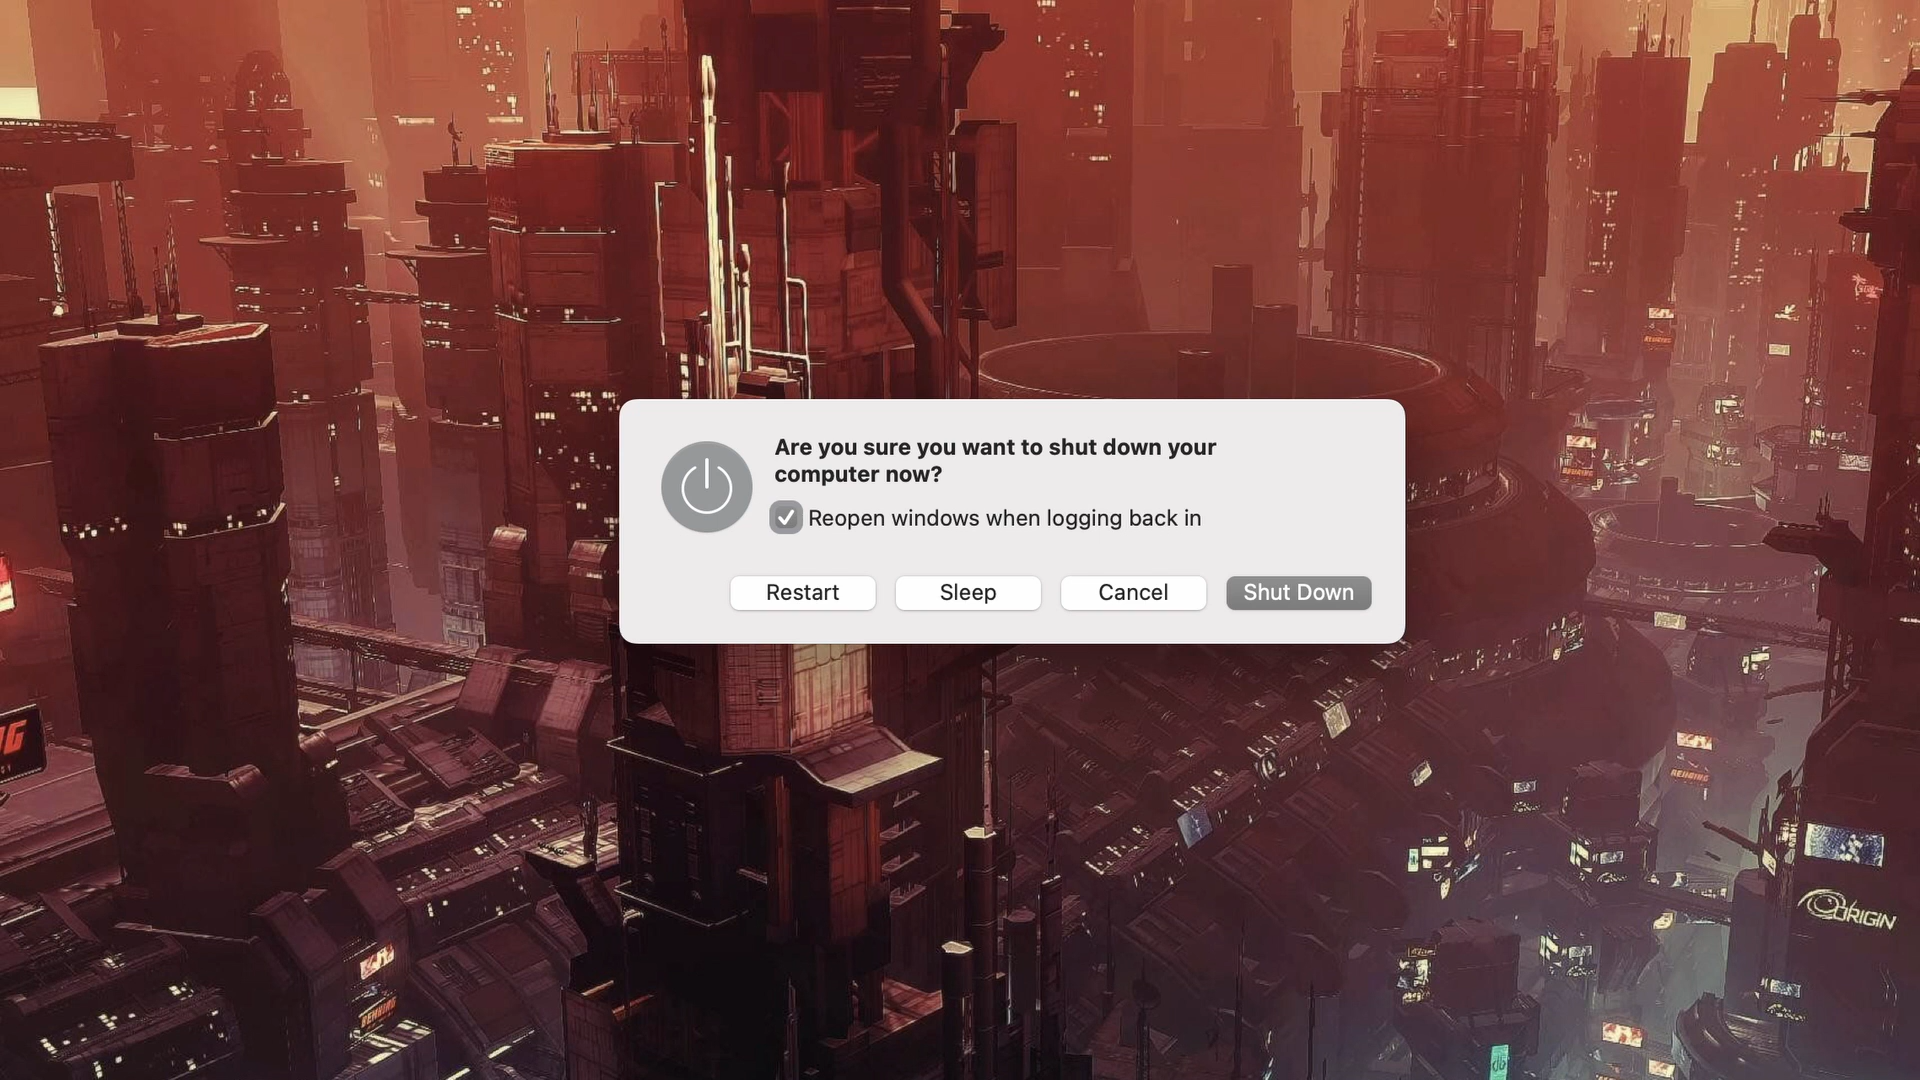 Are you sure you want to shut down your
computer now?
Reopen windows when logging back in
Restart Sleep Cancel Shut Down
ORIGIN